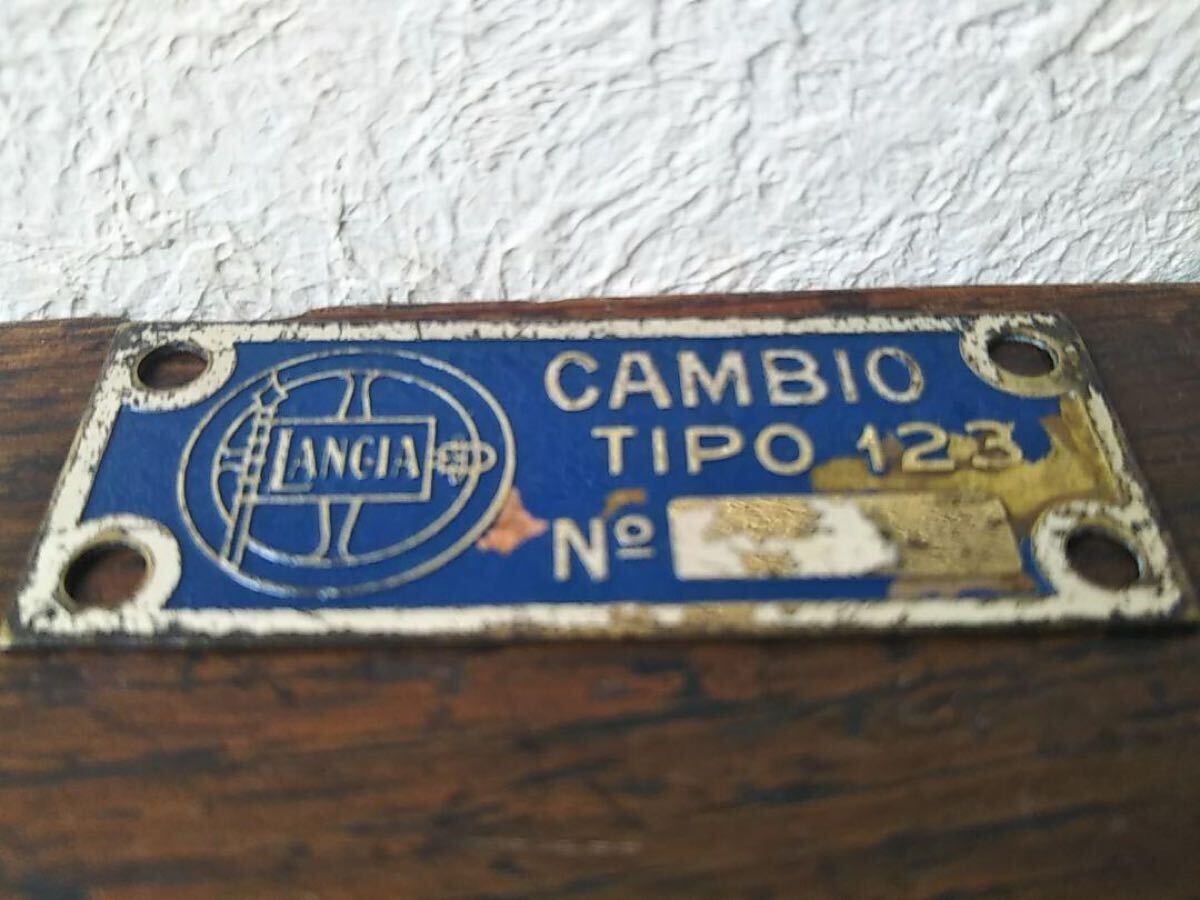 LANCIA
CAMBIO
TIPO 123
Nº